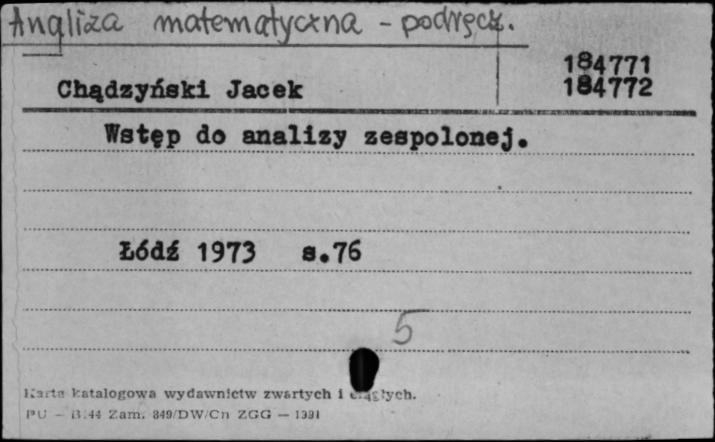 Analiza matematyczna - podręcz.
184771
Chądzyński Jacek 184772
Wstęp do analizy zespolonej.
Łódź 1973 s.76
5
Karta katalogowa wydawnictw zwartych i ciągłych.
PU - B.44 Zam. 849/DW/Cn ZGG - 1991